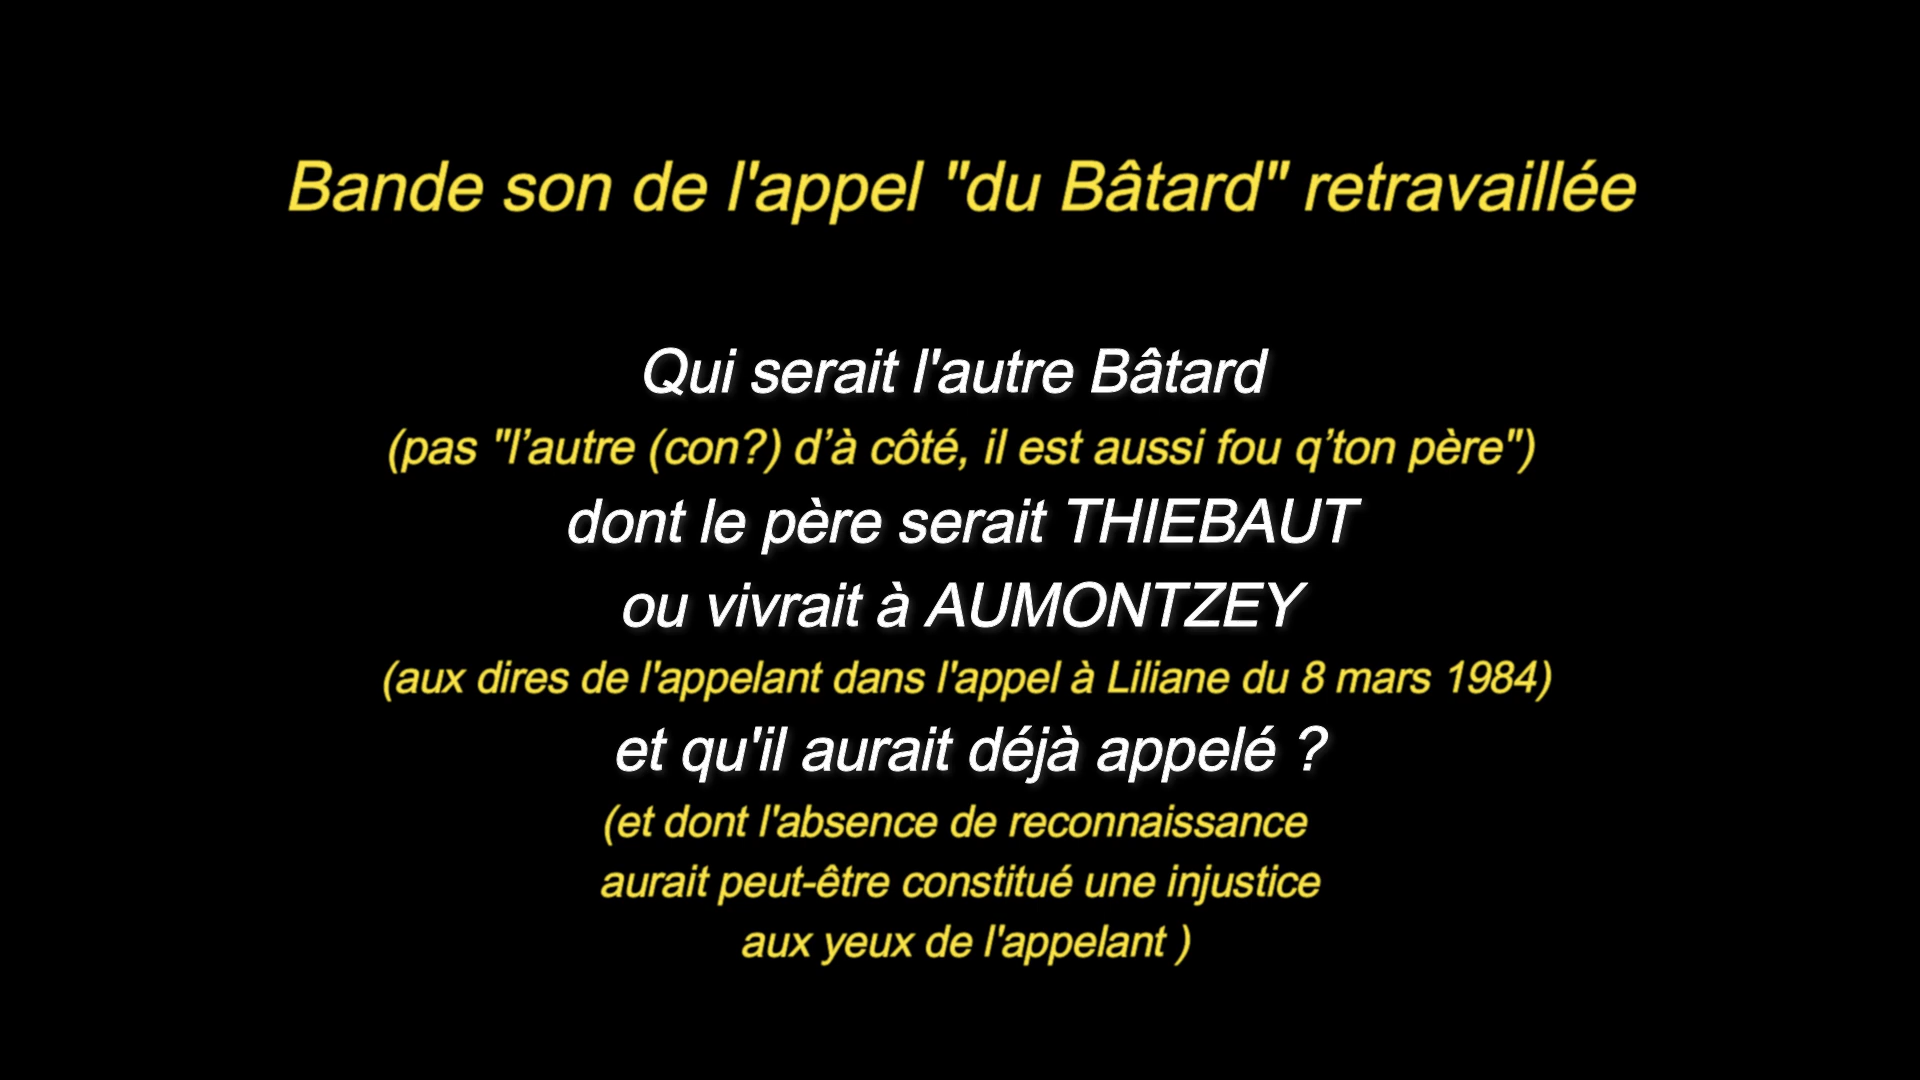 Bande son de l'appel "du Bâtard" retravaillée
Qui serait l'autre Bâtard
(pas "l’autre (con?) d’à côté, il est aussi fou q’ton père")
dont le père serait THIEBAUT
ou vivrait à AUMONTZEY
(aux dires de l'appelant dans l'appel à Liliane du 8 mars 1984)
et qu'il aurait déjà appelé ?
(et dont l'absence de reconnaissance
aurait peut-être constitué une injustice
aux yeux de l'appelant )